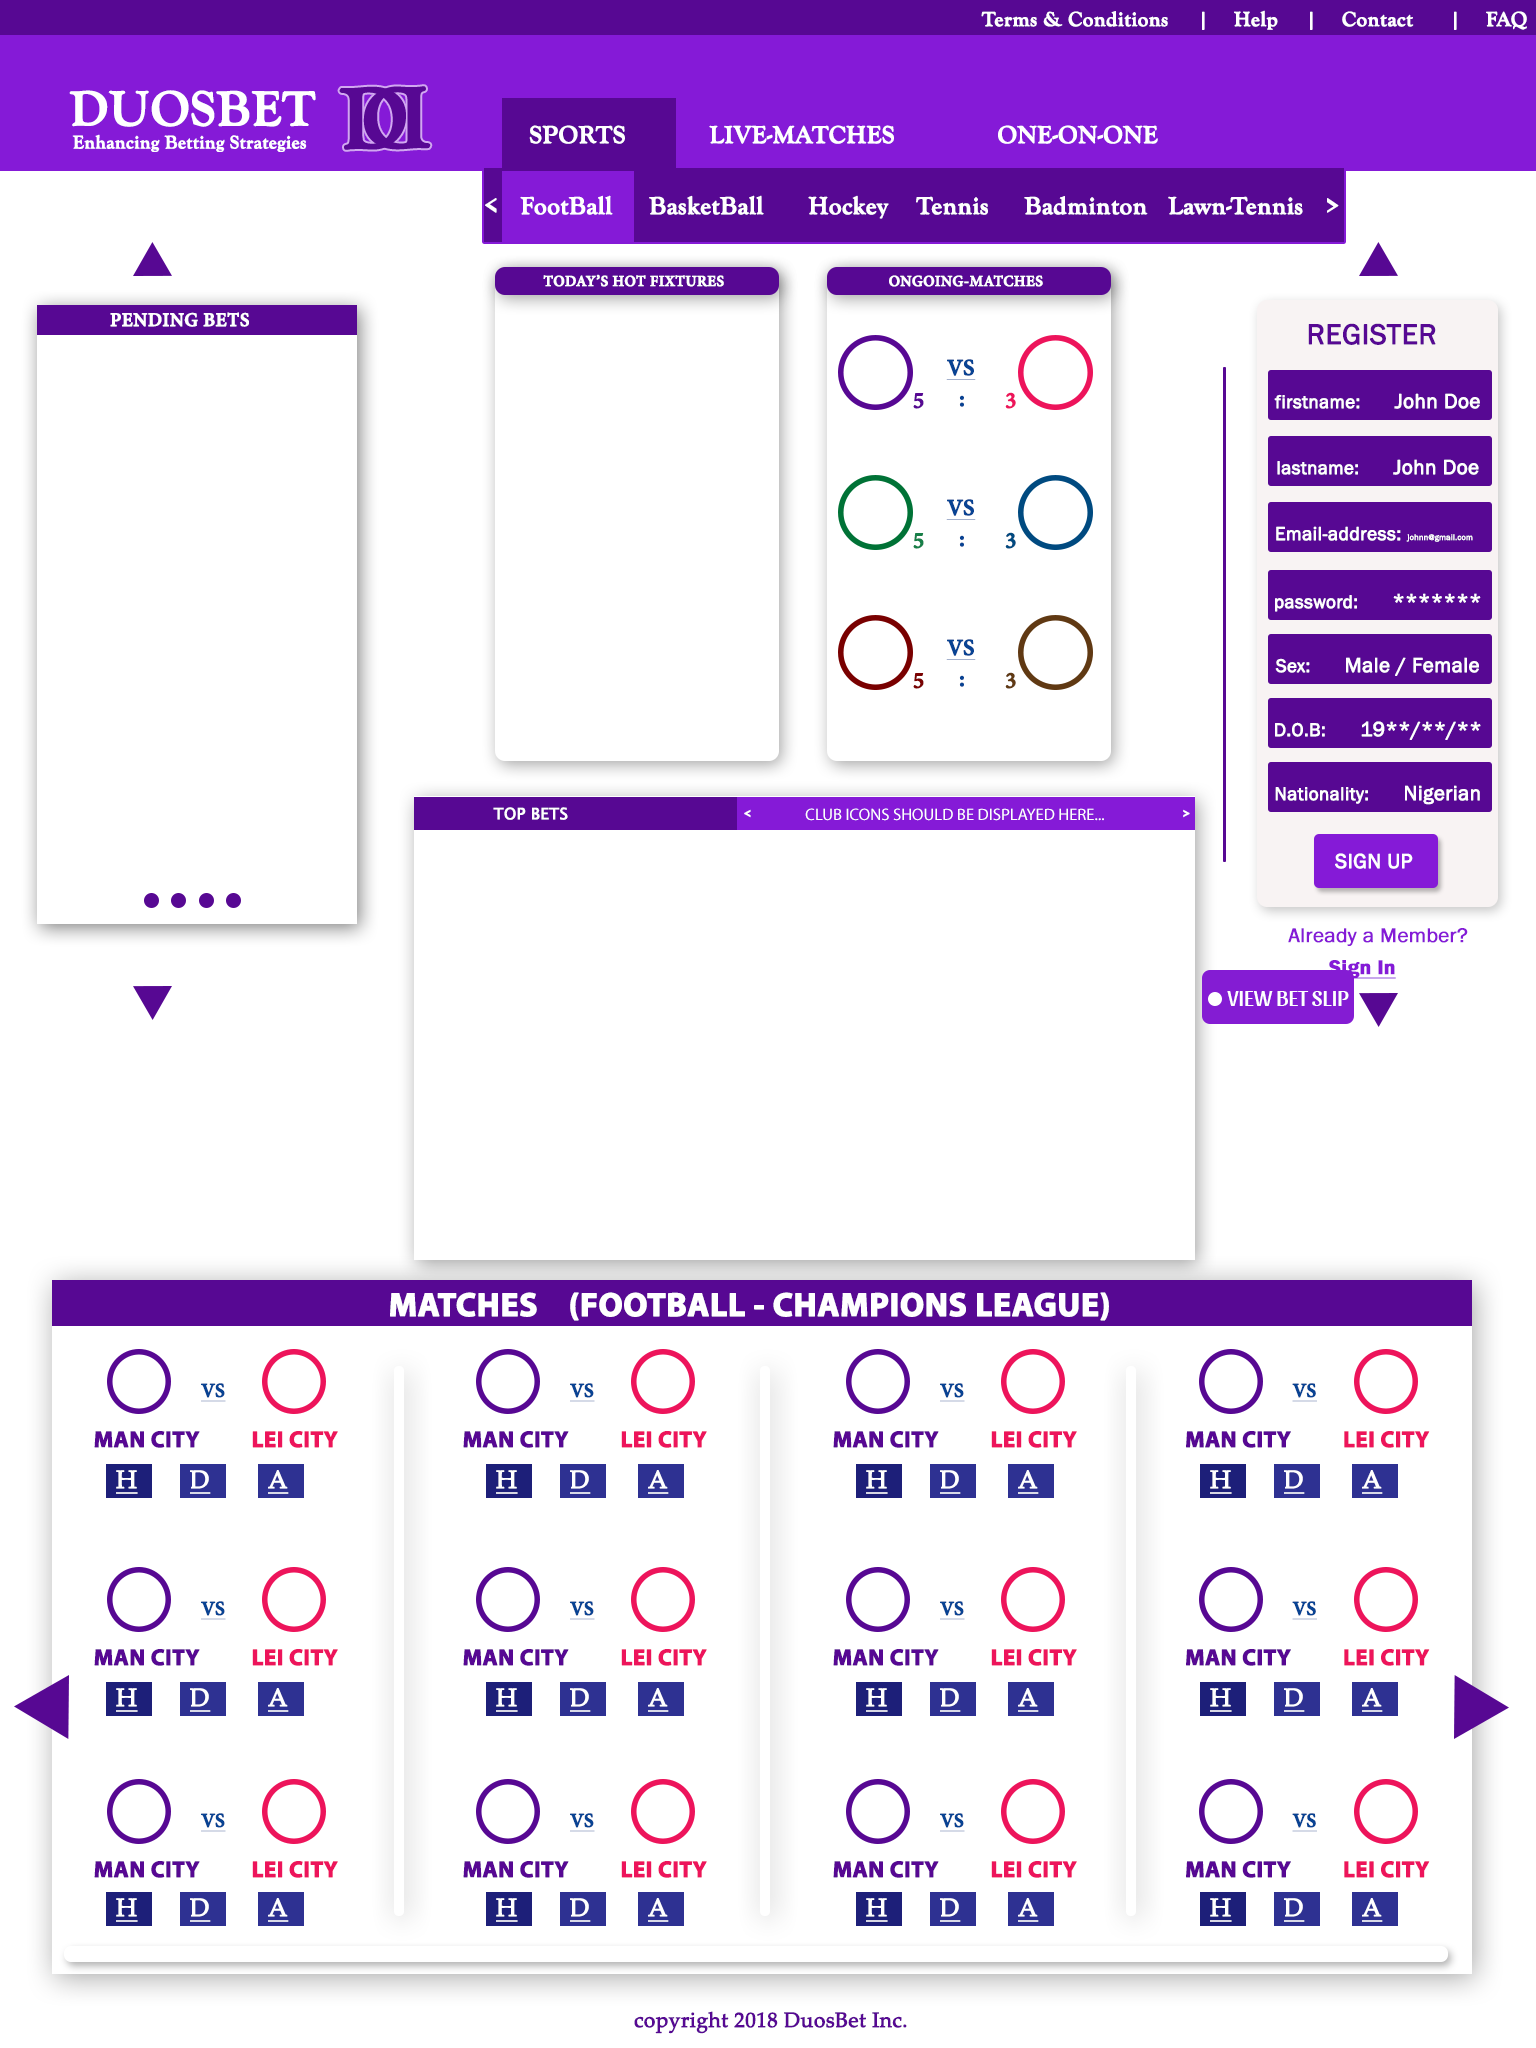 Terms & Conditions | Help | Contact | FAQ
DUOSBET
Enhancing Betting Strategies
SPORTS LIVE-MATCHES ONE-ON-ONE
< FootBall BasketBall Hockey Tennis Badminton Lawn-Tennis >
PENDING BETS
TODAY'S HOT FIXTURES
ONGOING-MATCHES
VS
5 : 3
VS
5 : 3
VS
5 : 3
REGISTER
firstname: John Doe
lastname: John Doe
Email-address: johnn@gmail.com
password: *******
Sex: Male / Female
D.O.B: 19**/**/**
Nationality: Nigerian
SIGN UP
Already a Member?
Sign In
VIEW BET SLIP
TOP BETS < CLUB ICONS SHOULD BE DISPLAYED HERE... >
MATCHES (FOOTBALL - CHAMPIONS LEAGUE)
VS VS VS VS
MAN CITY LEI CITY MAN CITY LEI CITY MAN CITY LEI CITY MAN CITY LEI CITY
H D A H D A H D A H D A
VS VS VS VS
MAN CITY LEI CITY MAN CITY LEI CITY MAN CITY LEI CITY MAN CITY LEI CITY
H D A H D A H D A H D A
VS VS VS VS
MAN CITY LEI CITY MAN CITY LEI CITY MAN CITY LEI CITY MAN CITY LEI CITY
H D A H D A H D A H D A
copyright 2018 DuosBet Inc.